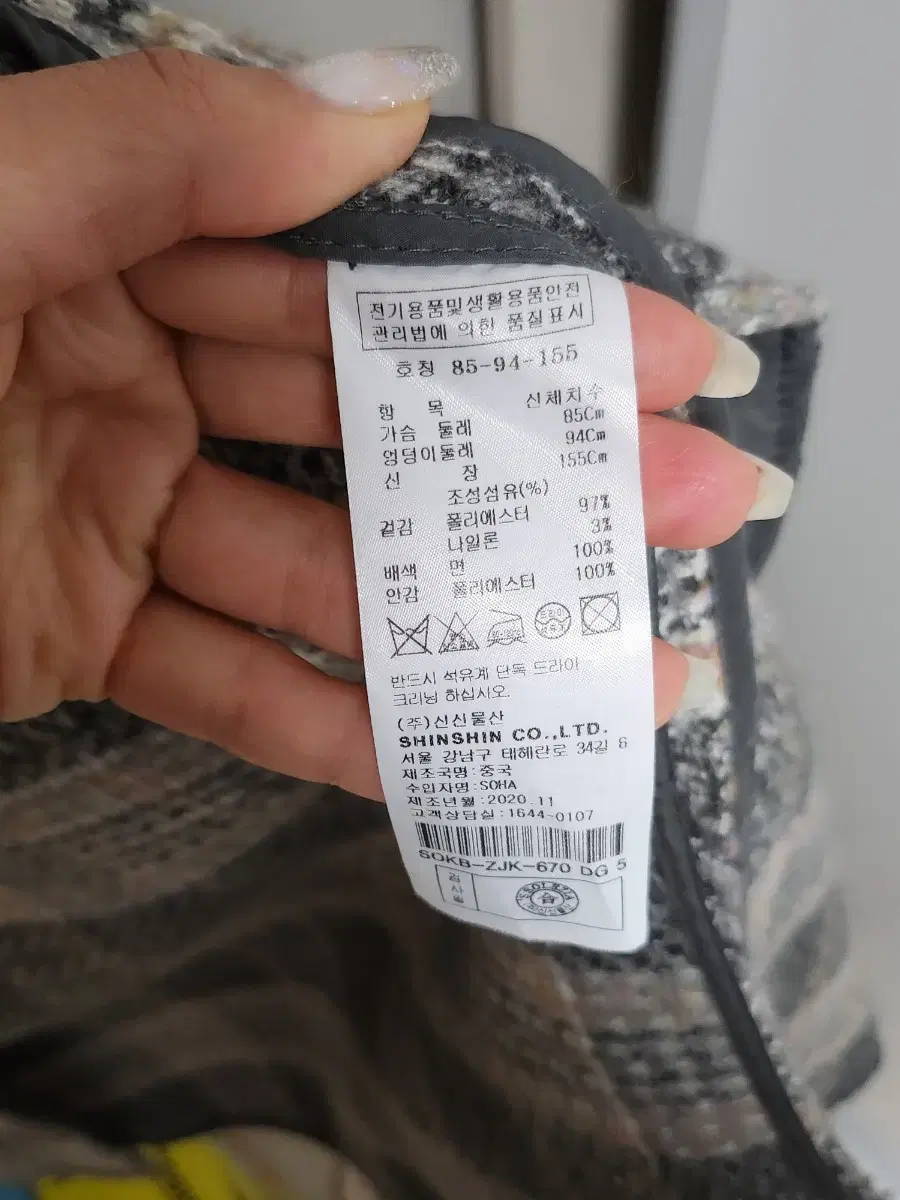 전기용품및생활용품안전
관리법에 의한 품질표시
호칭 85-94-155
항 목 신체치수
가슴 둘레 85Cm
엉덩이둘레 94Cm
신 장 155Cm
조성섬유(%)
겉감 폴리에스터 97%
나일론 3%
배색 면 100%
안감 폴리에스터 100%
반드시 석유계 단독 드라이
크리닝 하십시오.
(주)신신물산
SHINSHIN CO.,LTD.
서울 강남구 태헤란로 34길 6
제조국명:중국
수입자명:SOHA
제조년월:2020.11
고객상담실:1644-0107
SOKB-ZJK-670 DG 5
검사필